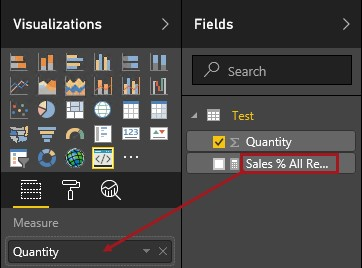 Visualizations
Fields
Search
Test
Quantity
Sales % All Re...
Measure
Quantity